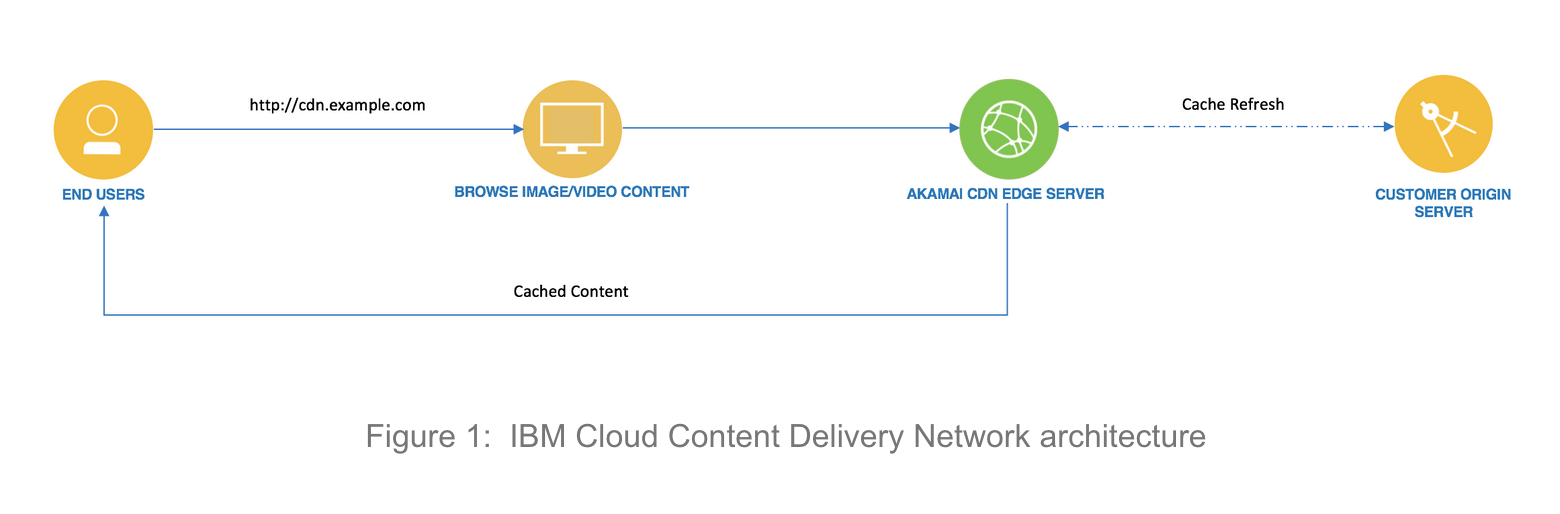 http://cdn.example.com
Cache Refresh
END USERS
BROWSE IMAGE/VIDEO CONTENT
AKAMAI CDN EDGE SERVER
CUSTOMER ORIGIN
SERVER
Cached Content
Figure 1:  IBM Cloud Content Delivery Network architecture